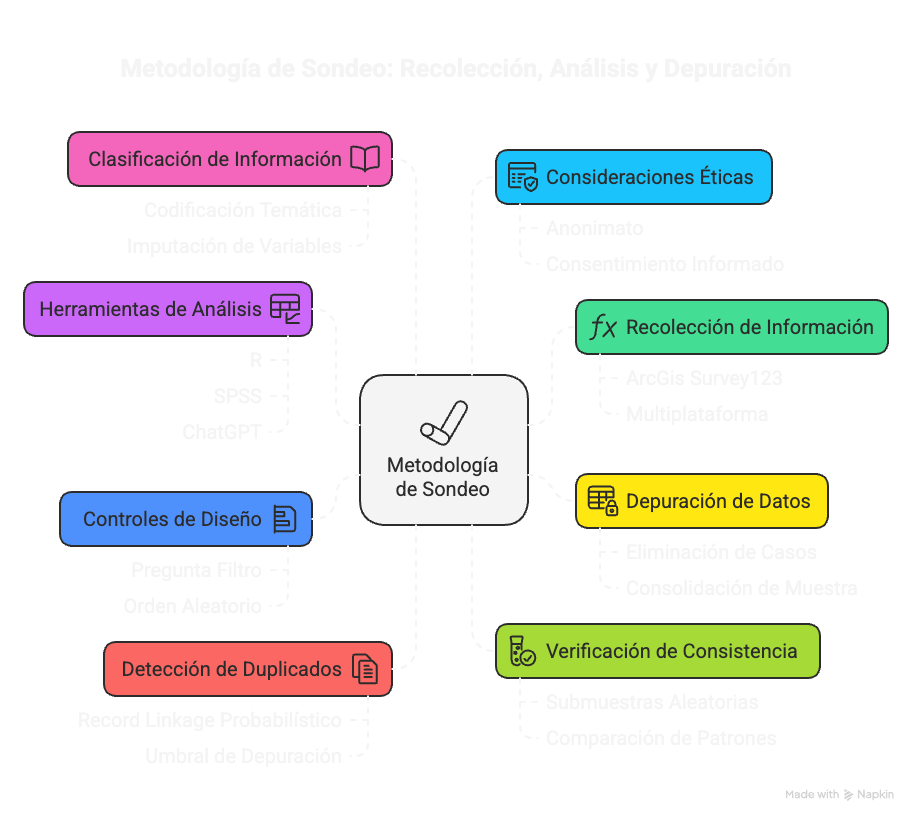 Metodología de Sondeo: Recolección, Análisis y Depuración
Clasificación de Información
Codificación Temática
Imputación de Variables
Herramientas de Análisis
R
SPSS
ChatGPT
Controles de Diseño
Pregunta Filtro
Orden Aleatorio
Detección de Duplicados
Record Linkage Probabilístico
Umbral de Depuración
Metodología
de Sondeo
Consideraciones Éticas
Anonimato
Consentimiento Informado
fx Recolección de Información
ArcGis Survey123
Multiplataforma
Depuración de Datos
Eliminación de Casos
Consolidación de Muestra
Verificación de Consistencia
Submuestras Aleatorias
Comparación de Patrones
Made with Napkin